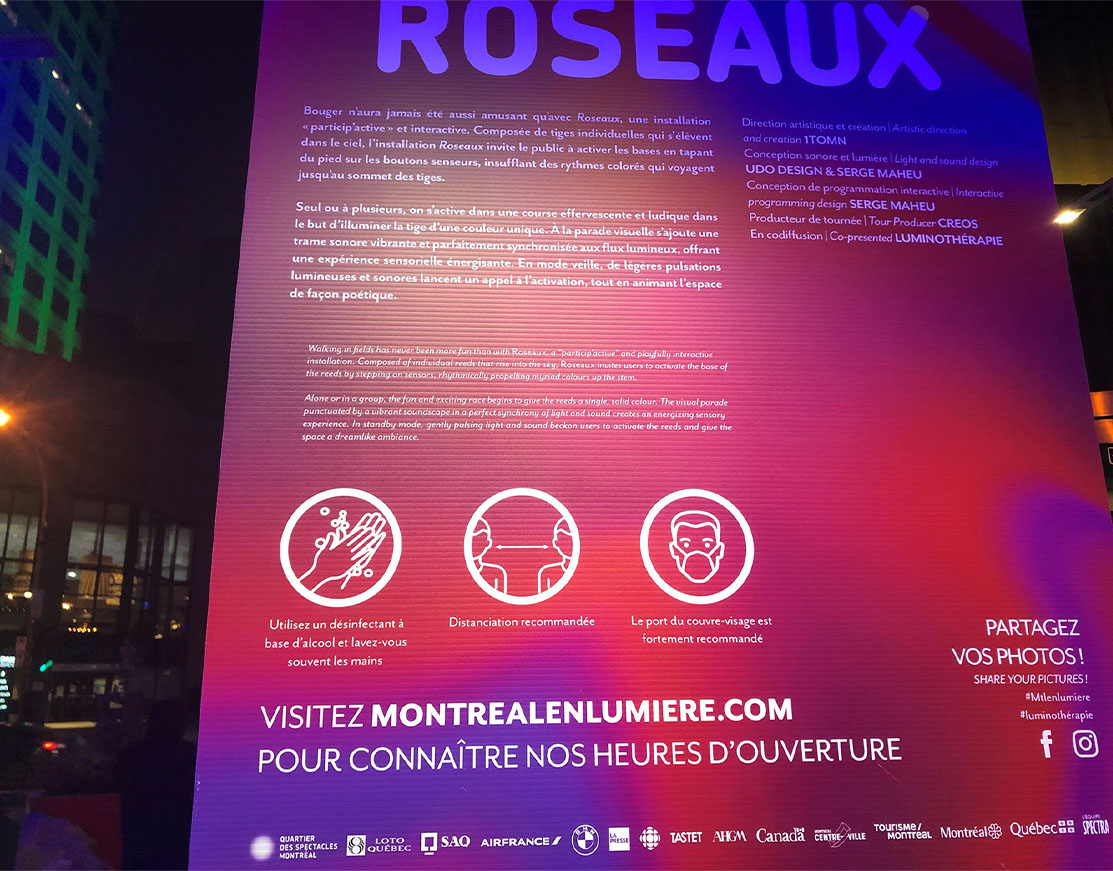 ROSEAUX
Bouger n'aura jamais été aussi amusant qu'avec Roseaux, une installation
« particip'active » et interactive. Composée de tiges individuelles qui s'élèvent
dans le ciel, l'installation Roseaux invite le public à activer les bases en tapant
du pied sur les boutons senseurs, insufflant des rythmes colorés qui voyagent
jusqu'au sommet des tiges.
Seul ou à plusieurs, on s'active dans une course effervescente et ludique dans
le but d'illuminer la tige d'une couleur unique. À la parade visuelle s'ajoute une
trame sonore vibrante et parfaitement synchronisée aux flux lumineux, offrant
une expérience sensorielle énergisante. En mode veille, de légères pulsations
lumineuses et sonores lancent un appel à l'activation, tout en animant l'espace
de façon poétique.
Walking in fields has never been more fun than with Roseaux, a "particip'active" and playfully interactive
installation. Composed of individual reeds that rise into the sky, Roseaux invites users to activate the base of
the reeds by stepping on sensors, rhythmically propelling myriad colours up the stem.
Alone or in a group, the fun and exciting race begins to give the reeds a single, solid colour. The visual parade
punctuated by a vibrant soundscape in a perfect synchrony of light and sound creates an energizing sensory
experience. In standby mode, gently pulsing light and sound beckon users to activate the reeds and give the
space a dreamlike ambiance.
Direction artistique et création | Artistic direction
and creation 1TOMN
Conception sonore et lumière | Light and sound design
UDO DESIGN & SERGE MAHEU
Conception de programmation interactive | Interactive
programming design SERGE MAHEU
Producteur de tournée | Tour Producer CREOS
En codiffusion | Co-presented LUMINOTHÉRAPIE
Utilisez un désinfectant à
base d'alcool et lavez-vous
souvent les mains
Distanciation recommandée
Le port du couvre-visage est
fortement recommandé
PARTAGEZ
VOS PHOTOS !
SHARE YOUR PICTURES !
#Mtlenlumiere
#luminothérapie
VISITEZ MONTREALENLUMIERE.COM
POUR CONNAÎTRE NOS HEURES D'OUVERTURE
QUARTIER
DES SPECTACLES
MONTRÉAL
LOTO
QUÉBEC
SAQ
AIRFRANCE
BMW
LA
PRESSE
TASTET
AHGM
Canada
MONTRÉAL
CENTRE-VILLE
TOURISME/
Montréal
Montréal
Québec
L'ÉQUIPE
SPECTRA